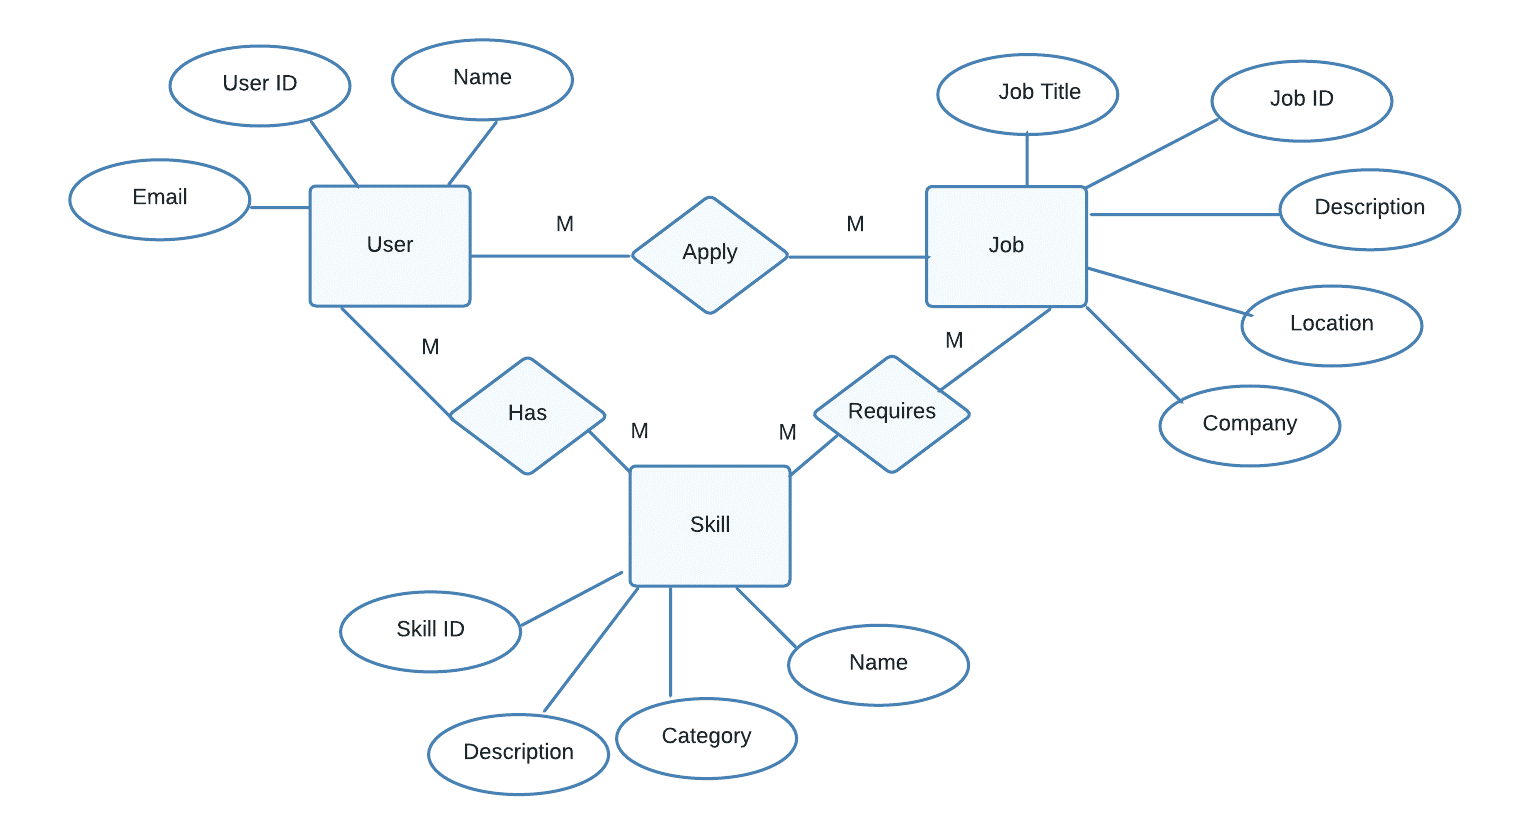 User ID
Name
Job Title
Job ID
Email
Description
User
M
Apply
M
Job
Location
M
M
Has
Requires
Company
M
M
Skill
Skill ID
Name
Description
Category